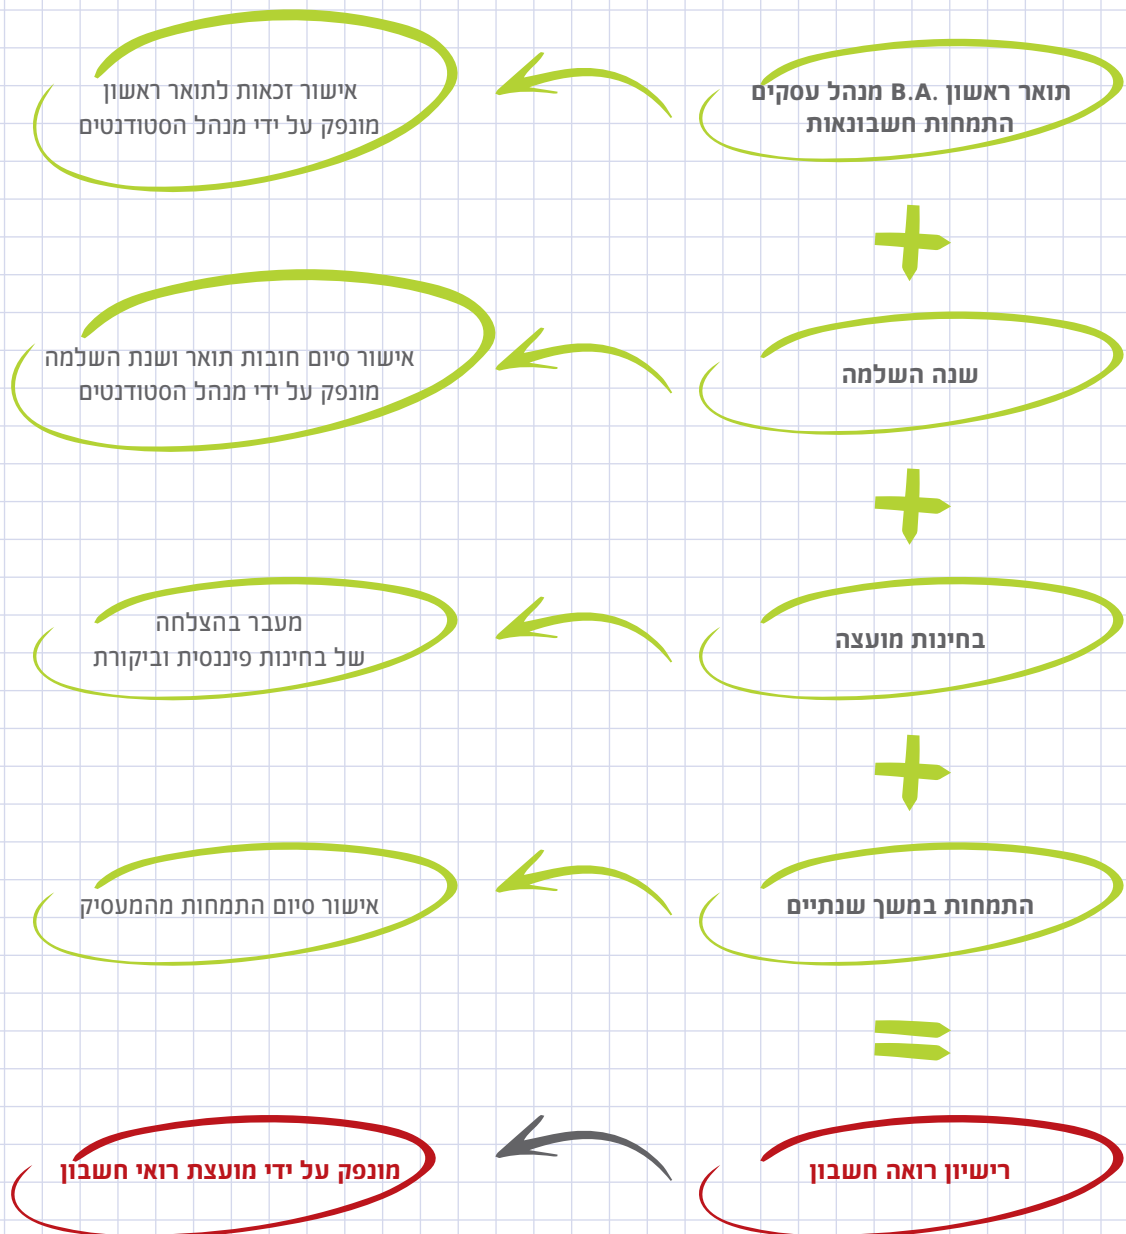 תואר ראשון .B.A מנהל עסקים
התמחות חשבונאות
אישור זכאות לתואר ראשון
מונפק על ידי מנהל הסטודנטים
שנה השלמה
אישור סיום חובות תואר ושנת השלמה
מונפק על ידי מנהל הסטודנטים
בחינות מועצה
מעבר בהצלחה
של בחינות פיננסית וביקורת
התמחות במשך שנתיים
אישור סיום התמחות מהמעסיק
רישיון רואה חשבון
מונפק על ידי מועצת רואי חשבון